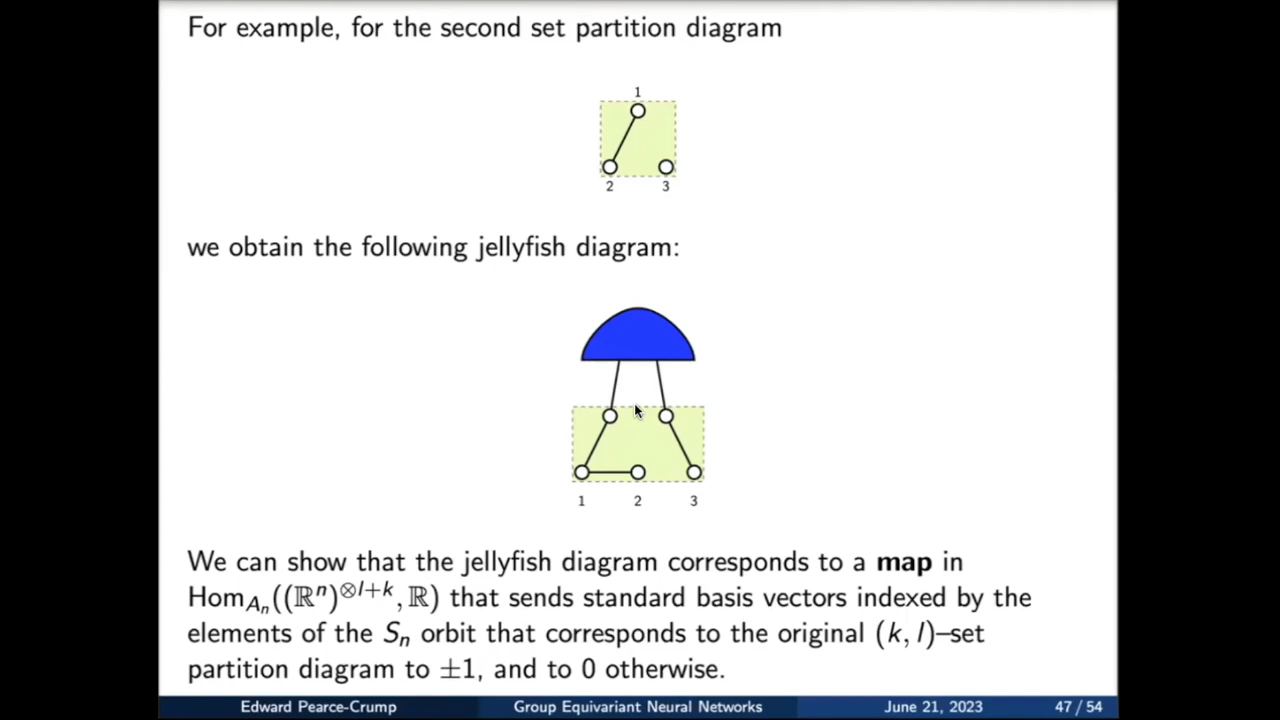 For example, for the second set partition diagram
1
2 3
we obtain the following jellyfish diagram:
1 2 3
We can show that the jellyfish diagram corresponds to a map in
Hom_{A_n}((ℝ^n)^{⊗l+k}, ℝ) that sends standard basis vectors indexed by the
elements of the S_n orbit that corresponds to the original (k, l)–set
partition diagram to ±1, and to 0 otherwise.
Edward Pearce-Crump Group Equivariant Neural Networks June 21, 2023 47 / 54